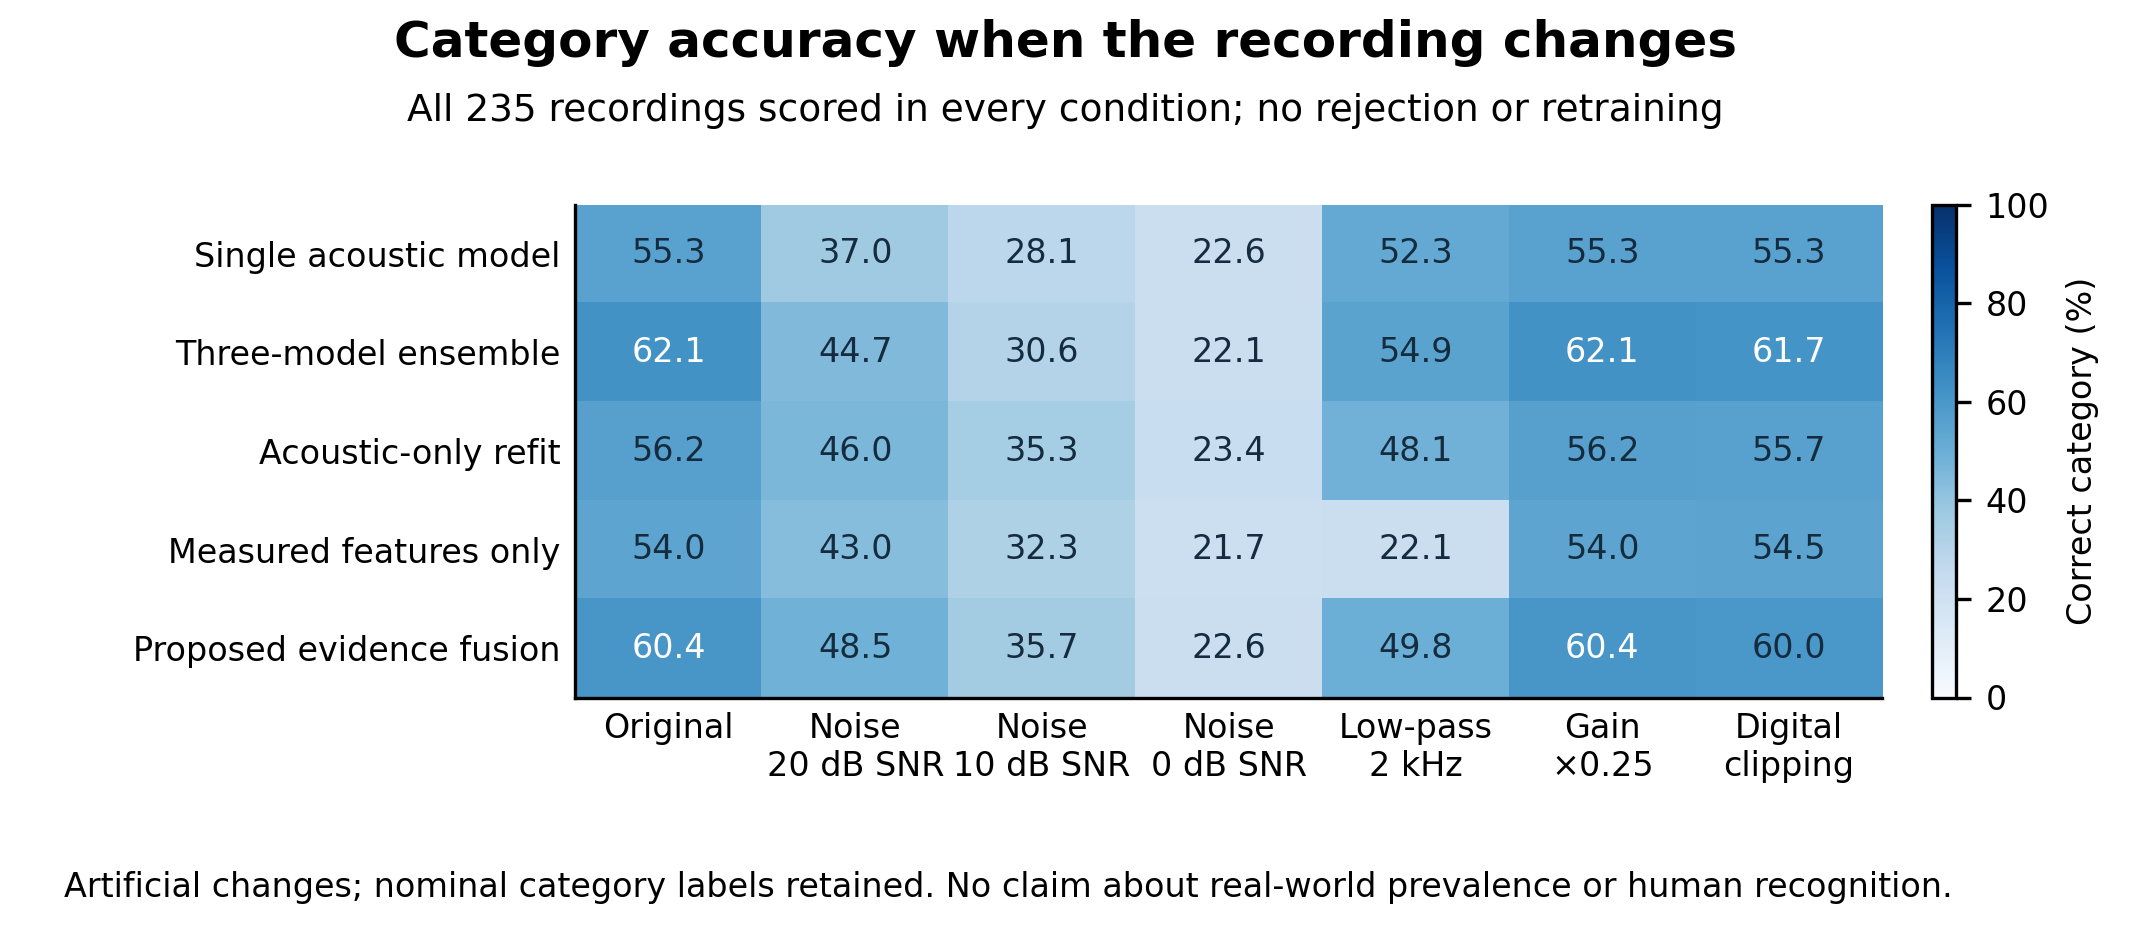 Category accuracy when the recording changes
All 235 recordings scored in every condition; no rejection or retraining
Single acoustic model 55.3 37.0 28.1 22.6 52.3 55.3 55.3
Three-model ensemble 62.1 44.7 30.6 22.1 54.9 62.1 61.7
Acoustic-only refit 56.2 46.0 35.3 23.4 48.1 56.2 55.7
Measured features only 54.0 43.0 32.3 21.7 22.1 54.0 54.5
Proposed evidence fusion 60.4 48.5 35.7 22.6 49.8 60.4 60.0
Original Noise Noise Noise Low-pass Gain Digital
20 dB SNR 10 dB SNR 0 dB SNR 2 kHz ×0.25 clipping
100
80
60
40
20
0
Correct category (%)
Artificial changes; nominal category labels retained. No claim about real-world prevalence or human recognition.